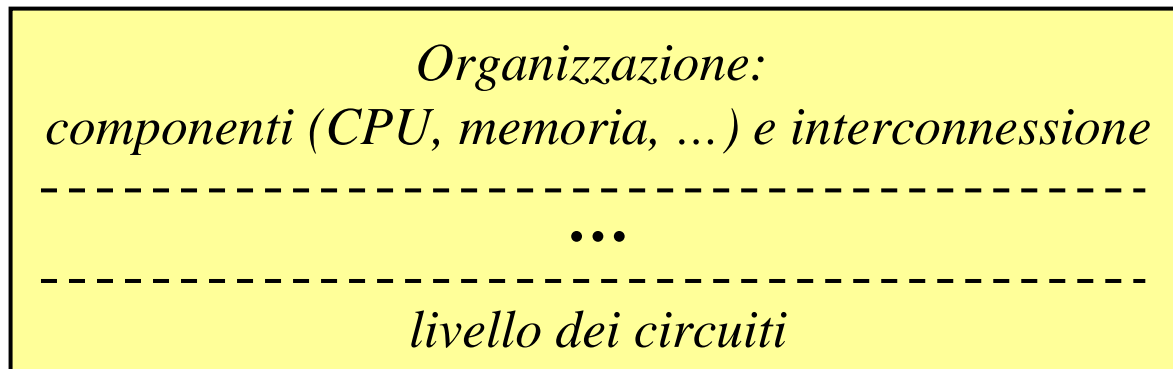 Organizzazione:
componenti (CPU, memoria, ...) e interconnessione
...
livello dei circuiti